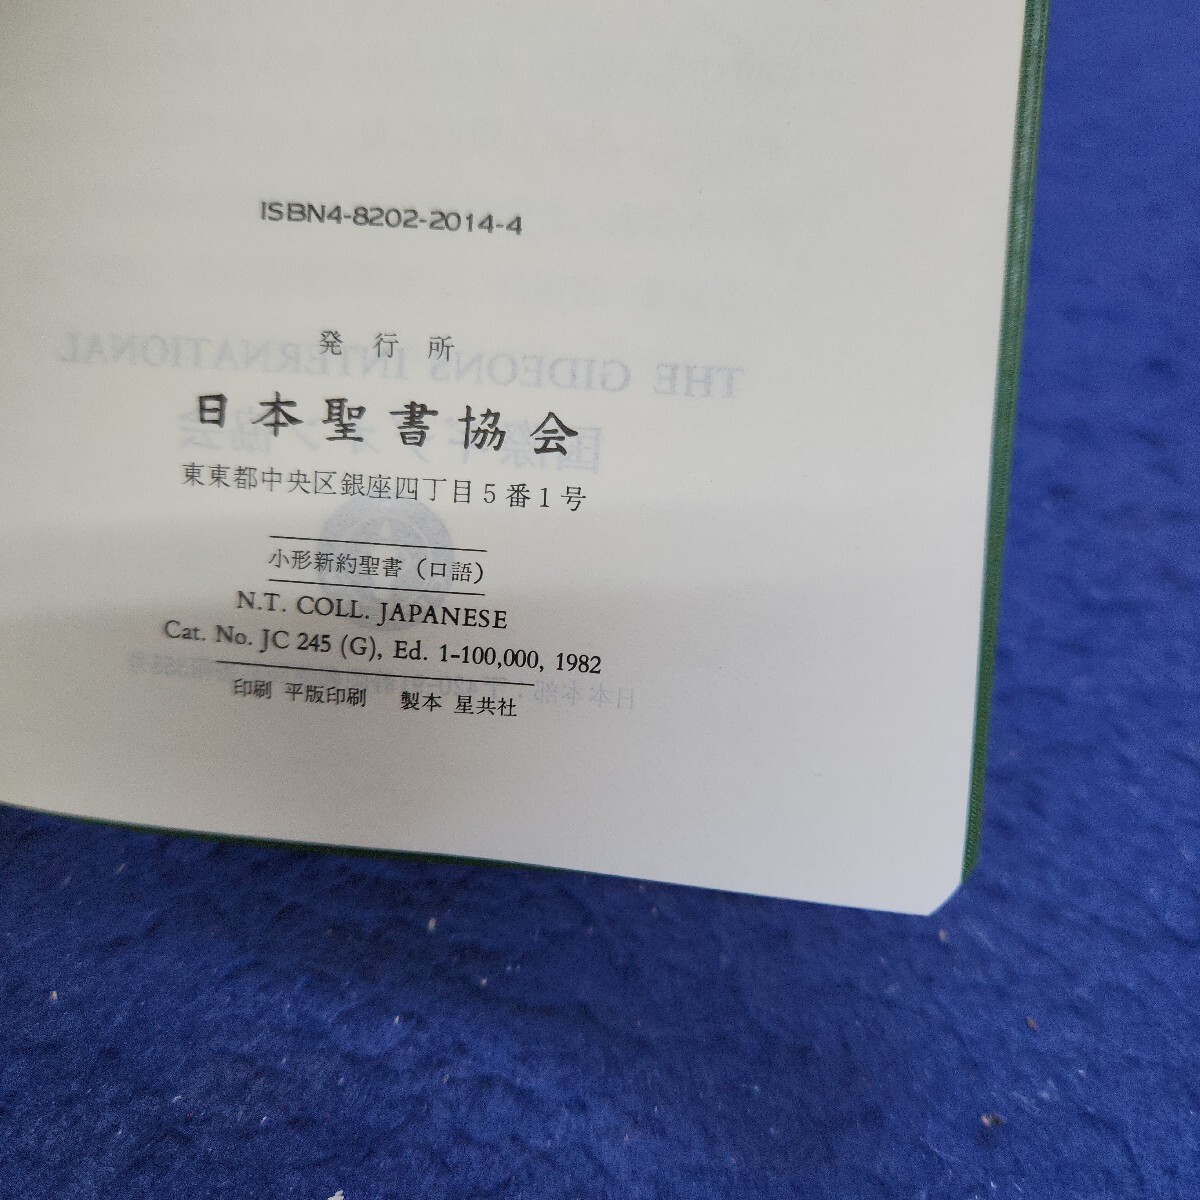 ISBN4-8202-2014-4
発行所
日本聖書協会
東東都中央区銀座四丁目5番1号
小形新約聖書（口語）
N.T. COLL. JAPANESE
Cat. No. JC 245 (G), Ed. 1-100,000, 1982
印刷 平版印刷 製本 星共社
THE GIDEONS INTERNATIONAL